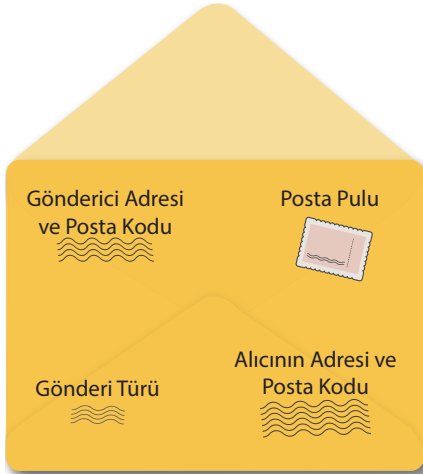 Gönderici Adresi
ve Posta Kodu
Posta Pulu
Gönderi Türü
Alıcının Adresi ve
Posta Kodu